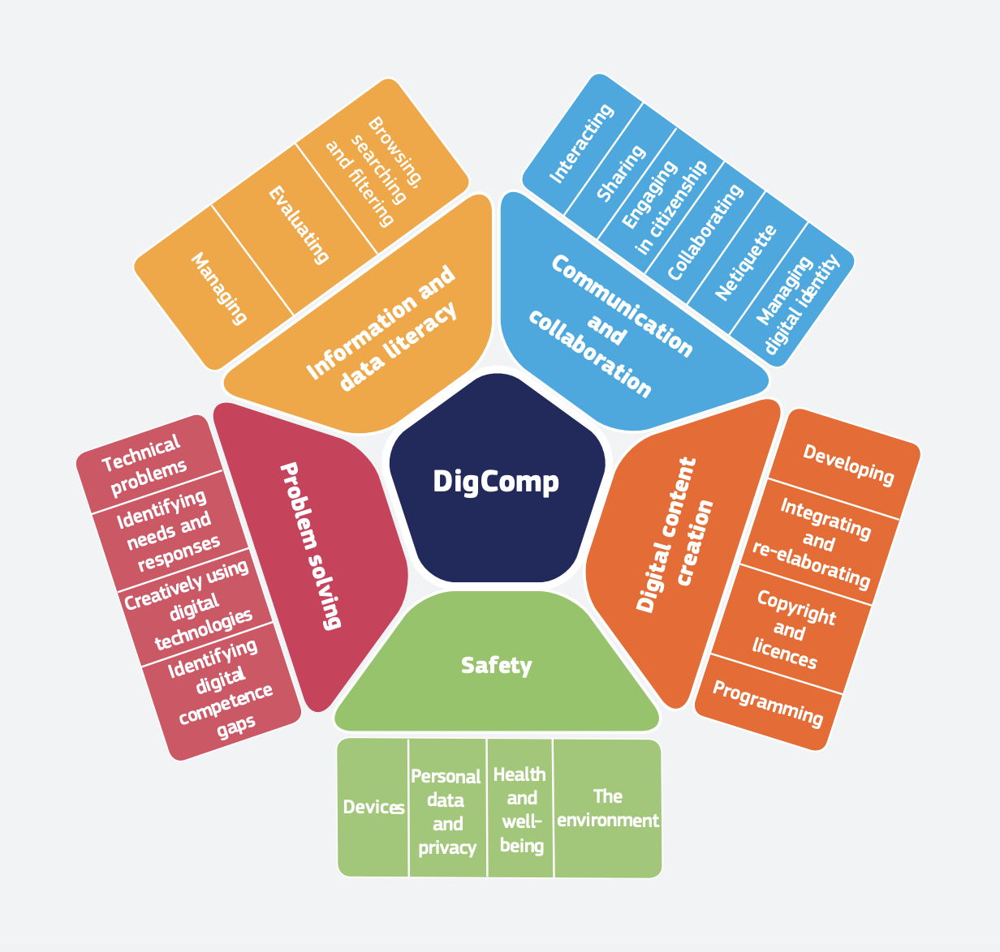 DigComp
Information and
data literacy
Browsing,
searching
and filtering
Evaluating
Managing
Communication
and
collaboration
Interacting
Sharing
Engaging
in citizenship
Collaborating
Netiquette
Managing
digital identity
Digital content
creation
Developing
Integrating
and
re-elaborating
Copyright
and
licences
Programming
Safety
Devices
Personal
data
and
privacy
Health
and
well-
being
The
environment
Problem solving
Technical
problems
Identifying
needs and
responses
Creatively using
digital
technologies
Identifying
digital
competence
gaps